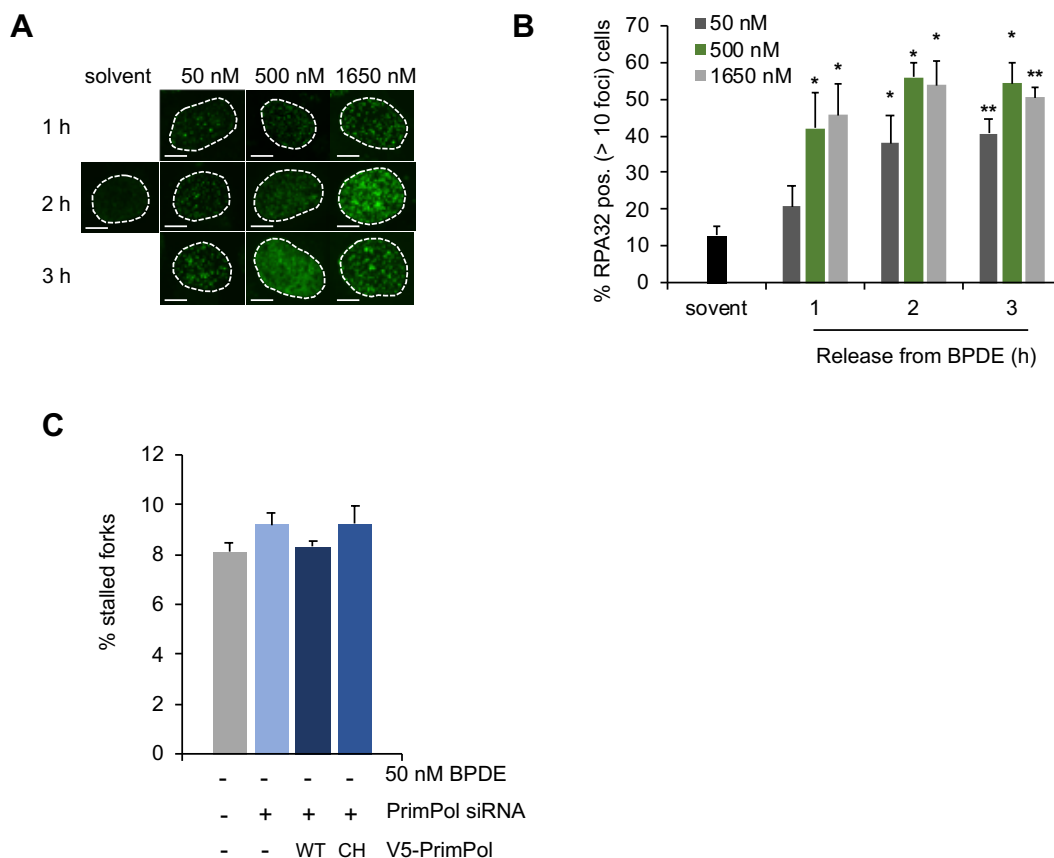 A
solvent 50 nM 500 nM 1650 nM
1 h
2 h
3 h
B
% RPA32 pos. (> 10 foci) cells
70
60
50
40
30
20
10
0
50 nM
500 nM
1650 nM
* *
* * *
** * **
sovent 1 2 3
Release from BPDE (h)
C
% stalled forks
12
10
8
6
4
2
0
- - - - 50 nM BPDE
- + + + PrimPol siRNA
- - WT CH V5-PrimPol